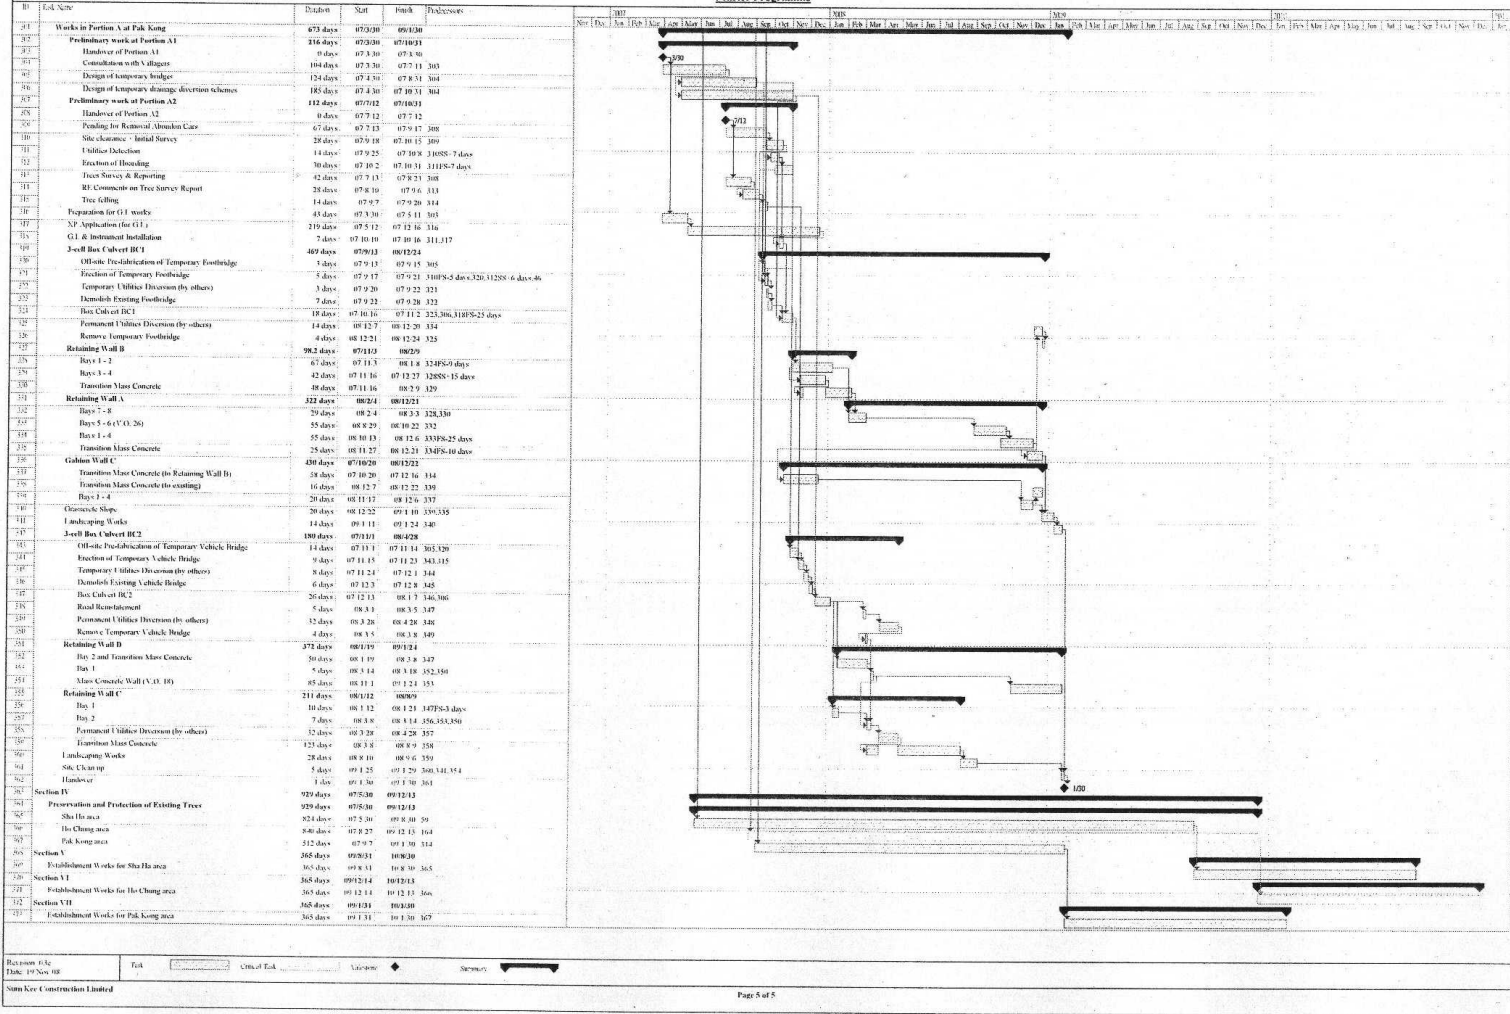 ID Task Name Duration Start Finish Predecessors
2007 2008 2009
Works in Portion A at Pak Kong 673 days 07/3/30 09/1/30
Preliminary work at Portion A1 216 days 07/3/30 07/10/31
Handover of Portion A1 0 days 07 3 30 07 3 30
3/30
Consultation with Villagers 104 days 07 3 30 07 7 11 303
Design of temporary bridges 124 days 07 4 30 07 8 31 304
Design of temporary drainage diversion schemes 185 days 07 4 30 07 10 31 304
Preliminary work at Portion A2 112 days 07/7/12 07/10/31
Handover of Portion A2 0 days 07 7 12 07 7 12
Pending for Removal Abandon Cars 67 days 07 7 13 07 9 17 308
Site clearance + Initial Survey 28 days 07 9 18 07 10 15 309
Utilities Detection 14 days 07 9 25 07 10 8 310SS+7 days
Erection of Hoarding 30 days 07 10 2 07 10 31 311FS-7 days
Trees Survey & Reporting 42 days 07 7 13 07 8 23 308
RE Comments on Tree Survey Report 28 days 07 8 10 07 9 6 313
Tree felling 14 days 07 9 7 07 9 20 314
Preparation for G.I. works 43 days 07 3 30 07 5 11 303
XP Application (for G.I.) 219 days 07 5 12 07 12 16 316
G.I. & Instrument Installation 7 days 07 10 10 07 10 16 311,317
3-cell Box Culvert BC1 469 days 07/9/13 08/12/24
Off-site Pre-fabrication of Temporary Footbridge 3 days 07 9 13 07 9 15 305
Erection of Temporary Footbridge 5 days 07 9 17 07 9 21
Temporary Utilities Diversion (by others) 3 days 07 9 20 07 9 22 321
Demolish Existing Footbridge 7 days 07 9 22 07 9 28 322
Box Culvert BC1 18 days 07 10 16 07 11 2 323,306,318FS-25 days
Permanent Utilities Diversion (by others) 14 days 08 12 7 08 12 20 334
Remove Temporary Footbridge 4 days 08 12 21 08 12 24 325
Retaining Wall B 98.2 days 07/11/3 08/2/9
Bays 1 - 2 67 days 07 11 3 08 1 8 324FS-9 days
Bays 3 - 4 42 days 07 11 16 07 12 27 328SS+15 days
Transition Mass Concrete 48 days 07 11 16 08 2 9 329
Retaining Wall A 322 days 08/2/4 08/12/21
Bays 7 - 8 29 days 08 2 4 08 3 3 328,330
Bays 5 - 6 (V.O. 26) 55 days 08 8 29 08 10 22 332
Bays 1 - 4 55 days 08 10 13 08 12 6 333FS-25 days
Transition Mass Concrete 25 days 08 11 27 08 12 21 334FS-10 days
Gabion Wall C 430 days 07/10/20 08/12/22
Transition Mass Concrete (to Retaining Wall B) 58 days 07 10 20 07 12 16 334
Transition Mass Concrete (to existing) 16 days 08 12 7 08 12 22 339
Bays 1 - 4 20 days 08 11 17 08 12 6 337
Grasscrete Slope 20 days 08 12 22 09 1 10 339,335
Landscaping Works 14 days 09 1 11 09 1 24 340
3-cell Box Culvert BC2 180 days 07/11/1 08/4/28
Off-site Pre-fabrication of Temporary Vehicle Bridge 14 days 07 11 1 07 11 14 305,320
Erection of Temporary Vehicle Bridge 9 days 07 11 15 07 11 23 343,315
Temporary Utilities Diversion (by others) 8 days 07 11 24 07 12 1 344
Demolish Existing Vehicle Bridge 6 days 07 12 3 07 12 8 345
Box Culvert BC2 26 days 07 12 13 08 1 7 346,306
Road Reinstatement 5 days 08 3 1 08 3 5 347
Permanent Utilities Diversion (by others) 32 days 08 3 28 08 4 28 348
Remove Temporary Vehicle Bridge 4 days 08 3 5 08 3 8 349
Retaining Wall D 372 days 08/1/19 09/1/24
Bay 2 and Transition Mass Concrete 50 days 08 1 19 08 3 8 347
Bay 1 5 days 08 3 14 08 3 18 352,350
Mass Concrete Wall (V.O. 18) 85 days 08 11 1 09 1 24 353
Retaining Wall C 211 days 08/1/12 08/8/9
Bay 1 10 days 08 1 12 08 1 21 347FS-3 days
Bay 2 7 days 08 3 8 08 3 14 356,353,350
Permanent Utilities Diversion (by others) 32 days 08 3 28 08 4 28 357
Transition Mass Concrete 123 days 08 3 8 08 8 9 358
Landscaping Works 28 days 08 8 10 08 9 6 359
Site Clean up 5 days 09 1 25 09 1 29 360,341,354
Handover 1 day 09 1 30 09 1 30 361
1/30
Section IV 929 days 07/5/30 09/12/13
Preservation and Protection of Existing Trees 929 days 07/5/30 09/12/13
Sha Ha area 824 days 07 5 30 09 8 30 59
Ho Chung area 840 days 07 8 27 09 12 13 164
Pak Kong area 512 days 07 9 7 09 1 30 314
Section V 365 days 09/8/31 10/8/30
Establishment Works for Sha Ha area 365 days 09 8 31 10 8 30 365
Section VI 365 days 09/12/14 10/12/13
Establishment Works for Ho Chung area 365 days 09 12 14 10 12 13 366
Section VII 365 days 09/1/31 10/1/30
Establishment Works for Pak Kong area 365 days 09 1 31 10 1 30 367
Revision 03c
Date: 19 Nov 08
Task Critical Task Milestone Summary
Sum Kee Construction Limited
Page 5 of 5